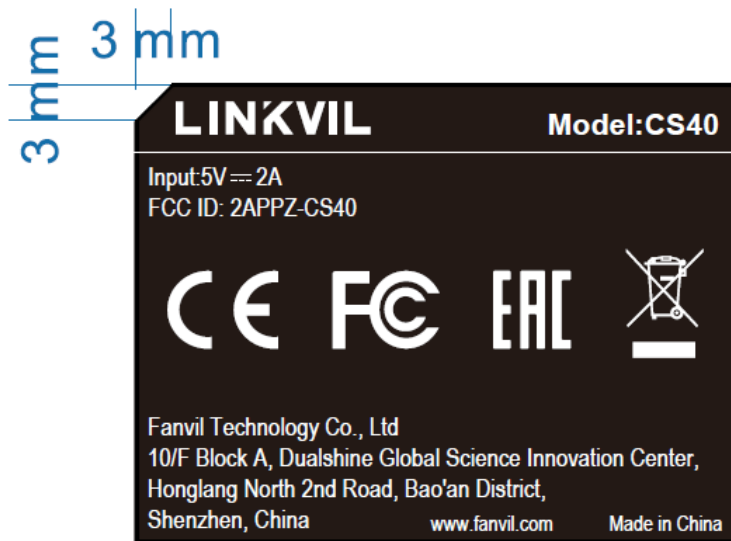 3 mm
3 mm
LINKVIL Model:CS40
Input:5V⎓2A
FCC ID: 2APPZ-CS40
CE FC EAC
Fanvil Technology Co., Ltd
10/F Block A, Dualshine Global Science Innovation Center,
Honglang North 2nd Road, Bao'an District,
Shenzhen, China www.fanvil.com Made in China